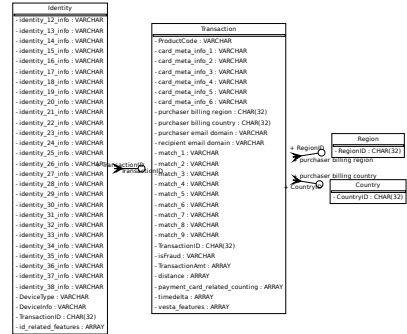 Identity
- identity_12_info : VARCHAR
- identity_13_info : VARCHAR
- identity_14_info : VARCHAR
- identity_15_info : VARCHAR
- identity_16_info : VARCHAR
- identity_17_info : VARCHAR
- identity_18_info : VARCHAR
- identity_19_info : VARCHAR
- identity_20_info : VARCHAR
- identity_21_info : VARCHAR
- identity_22_info : VARCHAR
- identity_23_info : VARCHAR
- identity_24_info : VARCHAR
- identity_25_info : VARCHAR
- identity_26_info : VARCHAR
- identity_27_info : VARCHAR
- identity_28_info : VARCHAR
- identity_29_info : VARCHAR
- identity_30_info : VARCHAR
- identity_31_info : VARCHAR
- identity_32_info : VARCHAR
- identity_33_info : VARCHAR
- identity_34_info : VARCHAR
- identity_35_info : VARCHAR
- identity_36_info : VARCHAR
- identity_37_info : VARCHAR
- identity_38_info : VARCHAR
- DeviceType : VARCHAR
- DeviceInfo : VARCHAR
- TransactionID : CHAR(32)
- id_related_features : ARRAY
TransactionID
TransactionID
Transaction
- ProductCode : VARCHAR
- card_meta_info_1 : VARCHAR
- card_meta_info_2 : VARCHAR
- card_meta_info_3 : VARCHAR
- card_meta_info_4 : VARCHAR
- card_meta_info_5 : VARCHAR
- card_meta_info_6 : VARCHAR
- purchaser billing region : CHAR(32)
- purchaser billing country : CHAR(32)
- purchaser email domain : VARCHAR
- recipient email domain : VARCHAR
- match_1 : VARCHAR
- match_2 : VARCHAR
- match_3 : VARCHAR
- match_4 : VARCHAR
- match_5 : VARCHAR
- match_6 : VARCHAR
- match_7 : VARCHAR
- match_8 : VARCHAR
- match_9 : VARCHAR
- TransactionID : CHAR(32)
- isFraud : VARCHAR
- TransactionAmt : ARRAY
- distance : ARRAY
- payment_card_related_counting : ARRAY
- timedelta : ARRAY
- vesta_features : ARRAY
+ RegionID
+ purchaser billing region
Region
- RegionID : CHAR(32)
+ purchaser billing country
+ CountryID
Country
- CountryID : CHAR(32)